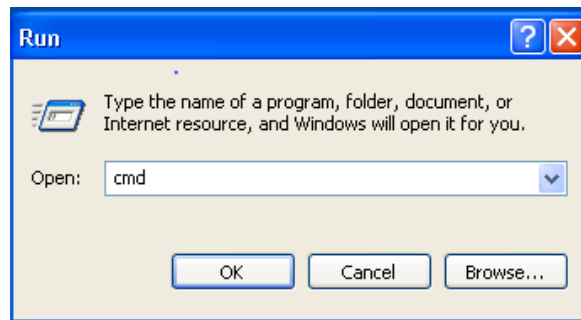 Run
Type the name of a program, folder, document, or
Internet resource, and Windows will open it for you.
Open: cmd
OK Cancel Browse...